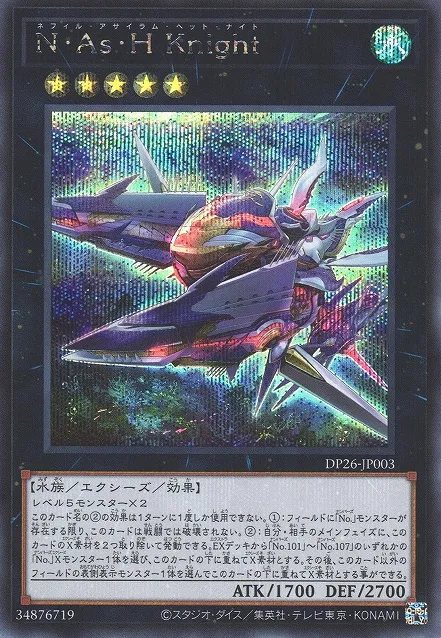 ネフィル・アサイラム・ヘット・ナイト
N・As・H Knight
DP26-JP003
【水族／エクシーズ／効果】
レベル５モンスター×２
このカード名の②の効果は１ターンに１度しか使用できない。①：フィールドに「No.」モンスターが
存在する限り、このカードは戦闘では破壊されない。②：自分・相手のメインフェイズに、この
カードのX素材を２つ取り除いて発動できる。EXデッキから「No.101」～「No.107」のいずれかの
「No.」Xモンスター１体を選び、このカードの下に重ねてX素材とする。その後、このカード以外の
フィールドの表側表示モンスター１体を選んでこのカードの下に重ねてX素材とする事ができる。
ATK/1700 DEF/2700
34876719
©スタジオ・ダイス／集英社・テレビ東京・KONAMI